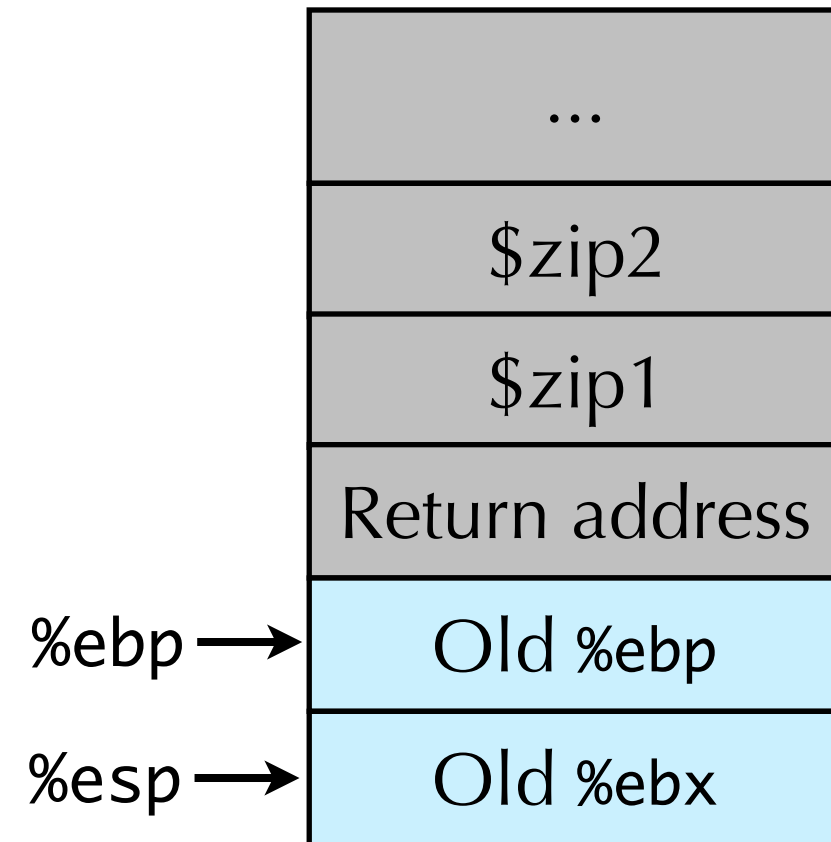 ...
$zip2
$zip1
Return address
%ebp Old %ebp
%esp Old %ebx